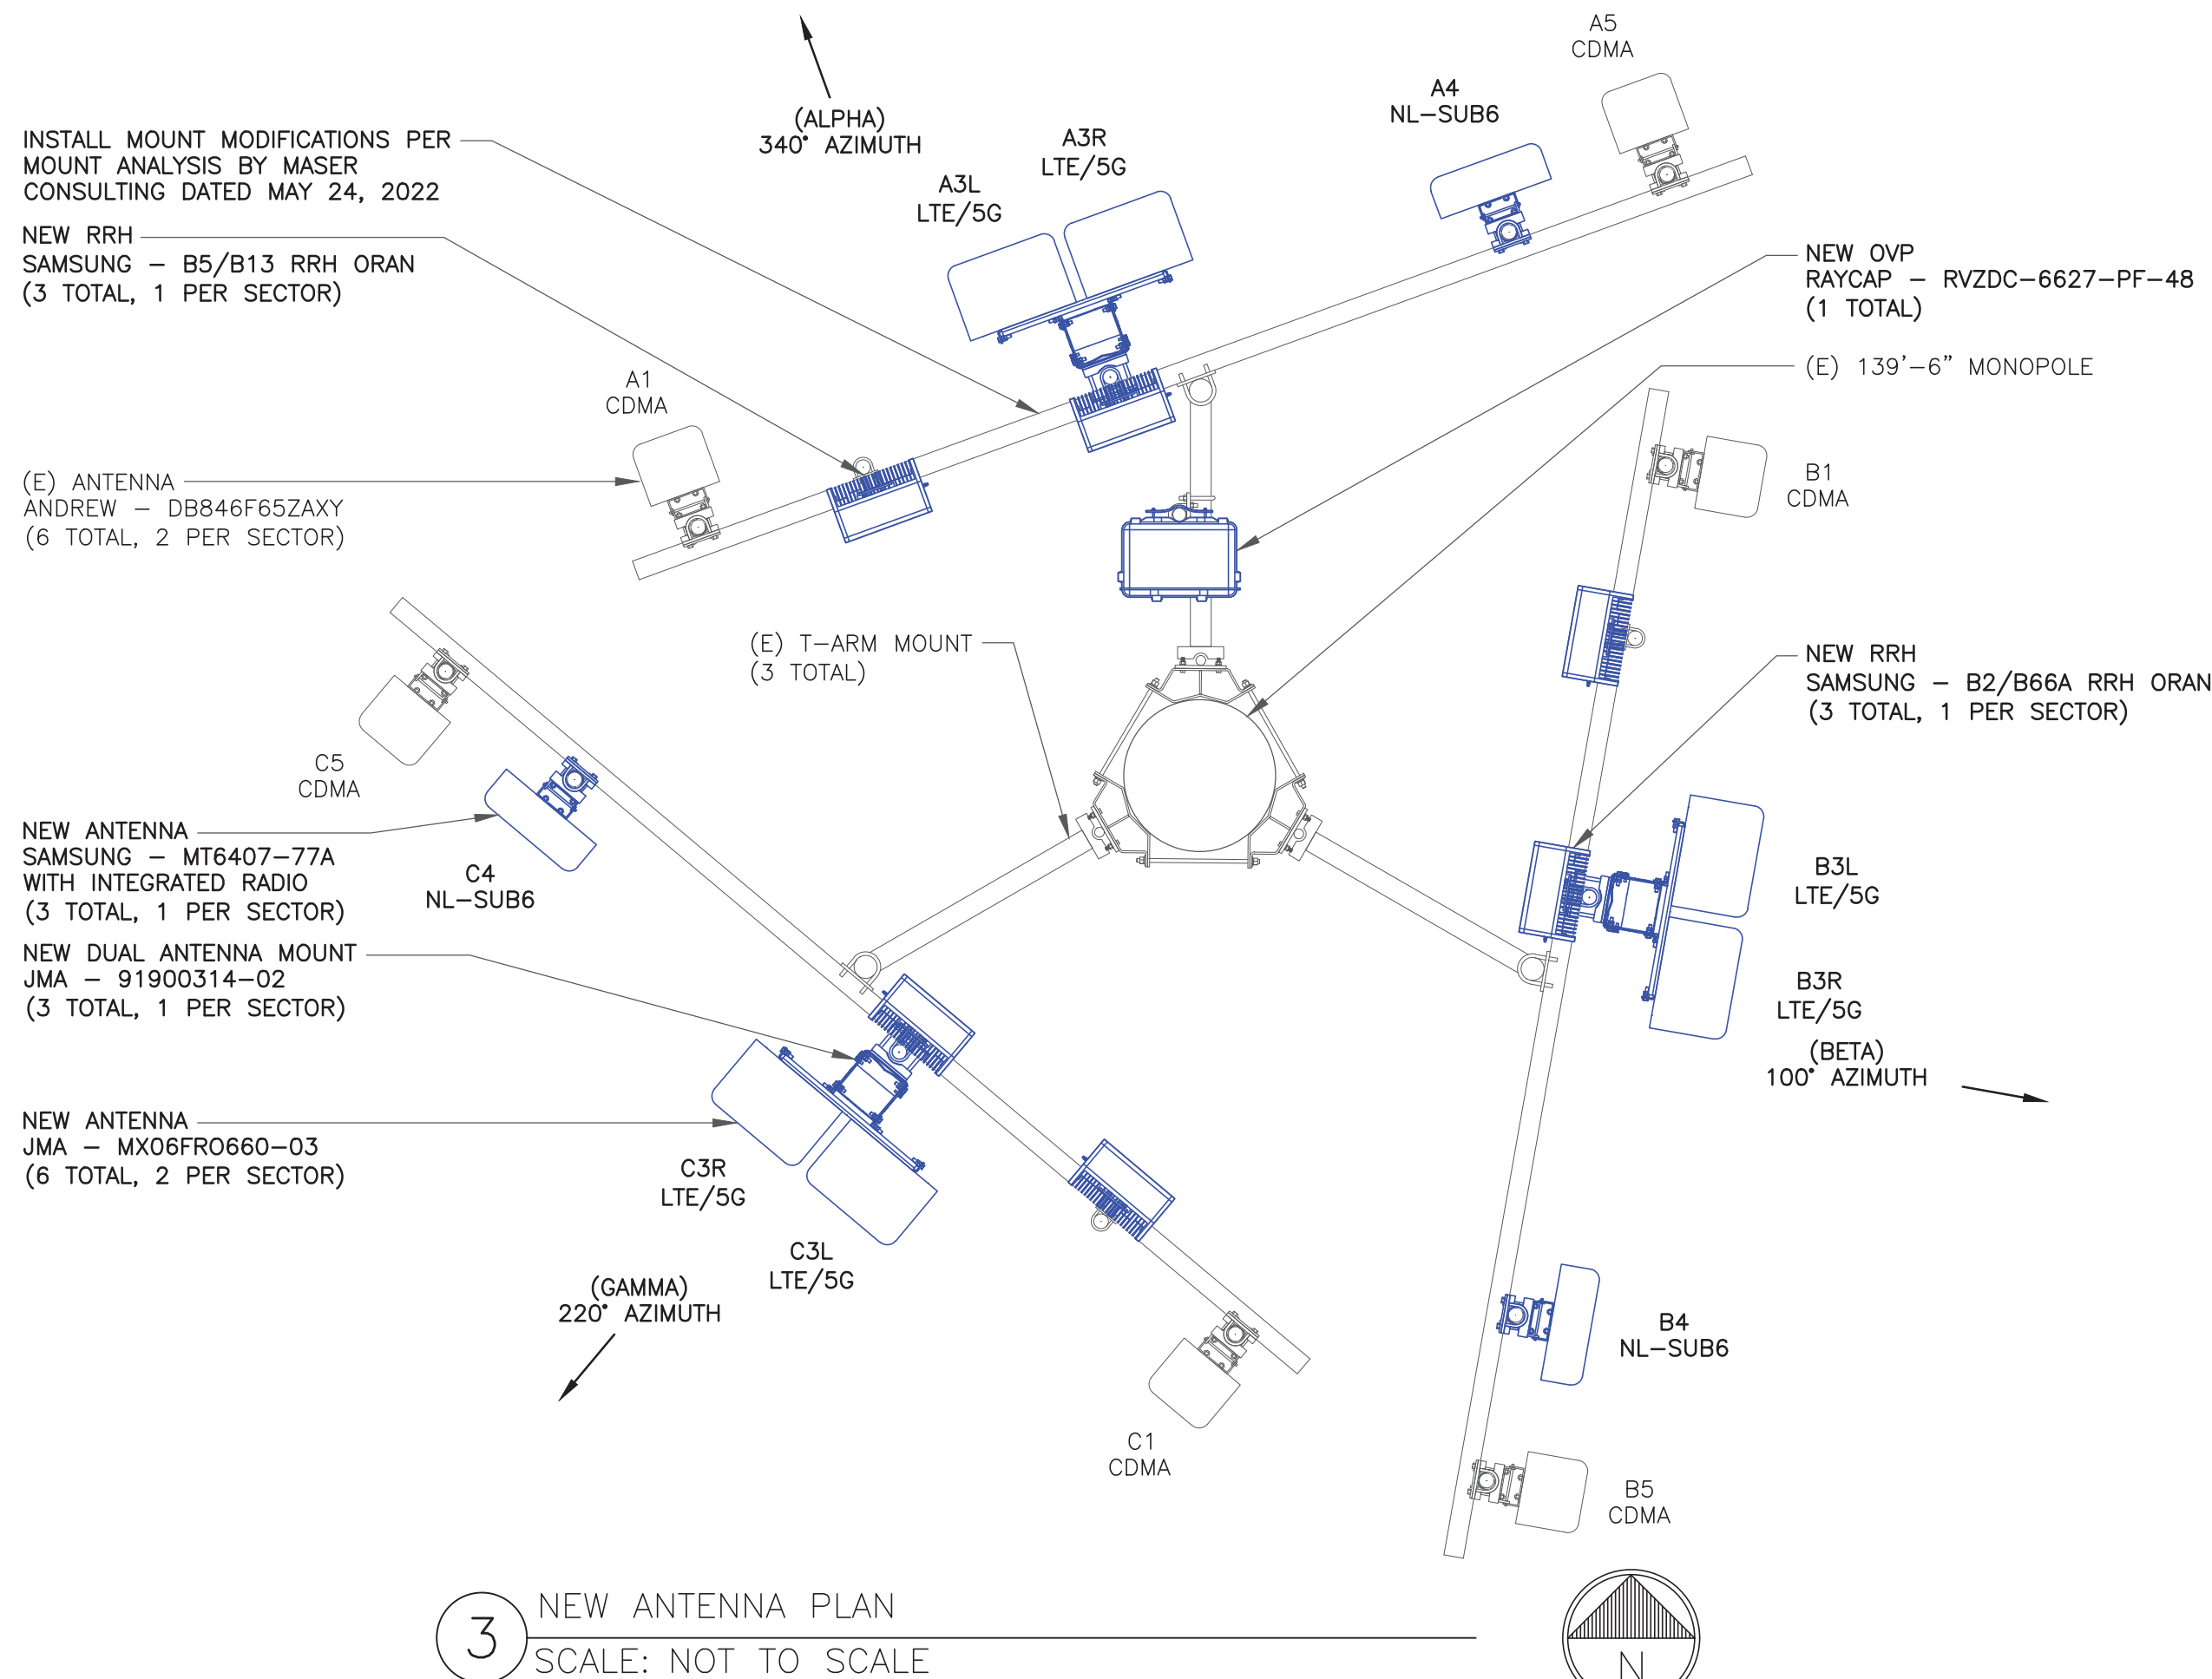 A5
CDMA
A4
NL-SUB6
(ALPHA)
340° AZIMUTH
A3R
LTE/5G
A3L
LTE/5G
INSTALL MOUNT MODIFICATIONS PER
MOUNT ANALYSIS BY MASER
CONSULTING DATED MAY 24, 2022
NEW RRH
SAMSUNG - B5/B13 RRH ORAN
(3 TOTAL, 1 PER SECTOR)
NEW OVP
RAYCAP - RVZDC-6627-PF-48
(1 TOTAL)
(E) 139'-6" MONOPOLE
A1
CDMA
(E) ANTENNA
ANDREW - DB846F65ZAXY
(6 TOTAL, 2 PER SECTOR)
B1
CDMA
(E) T-ARM MOUNT
(3 TOTAL)
NEW RRH
SAMSUNG - B2/B66A RRH ORAN
(3 TOTAL, 1 PER SECTOR)
C5
CDMA
NEW ANTENNA
SAMSUNG - MT6407-77A
WITH INTEGRATED RADIO
(3 TOTAL, 1 PER SECTOR)
C4
NL-SUB6
B3L
LTE/5G
NEW DUAL ANTENNA MOUNT
JMA - 91900314-02
(3 TOTAL, 1 PER SECTOR)
B3R
LTE/5G
(BETA)
100° AZIMUTH
NEW ANTENNA
JMA - MX06FRO660-03
(6 TOTAL, 2 PER SECTOR)
C3R
LTE/5G
C3L
LTE/5G
(GAMMA)
220° AZIMUTH
B4
NL-SUB6
C1
CDMA
B5
CDMA
3
NEW ANTENNA PLAN
SCALE: NOT TO SCALE
N